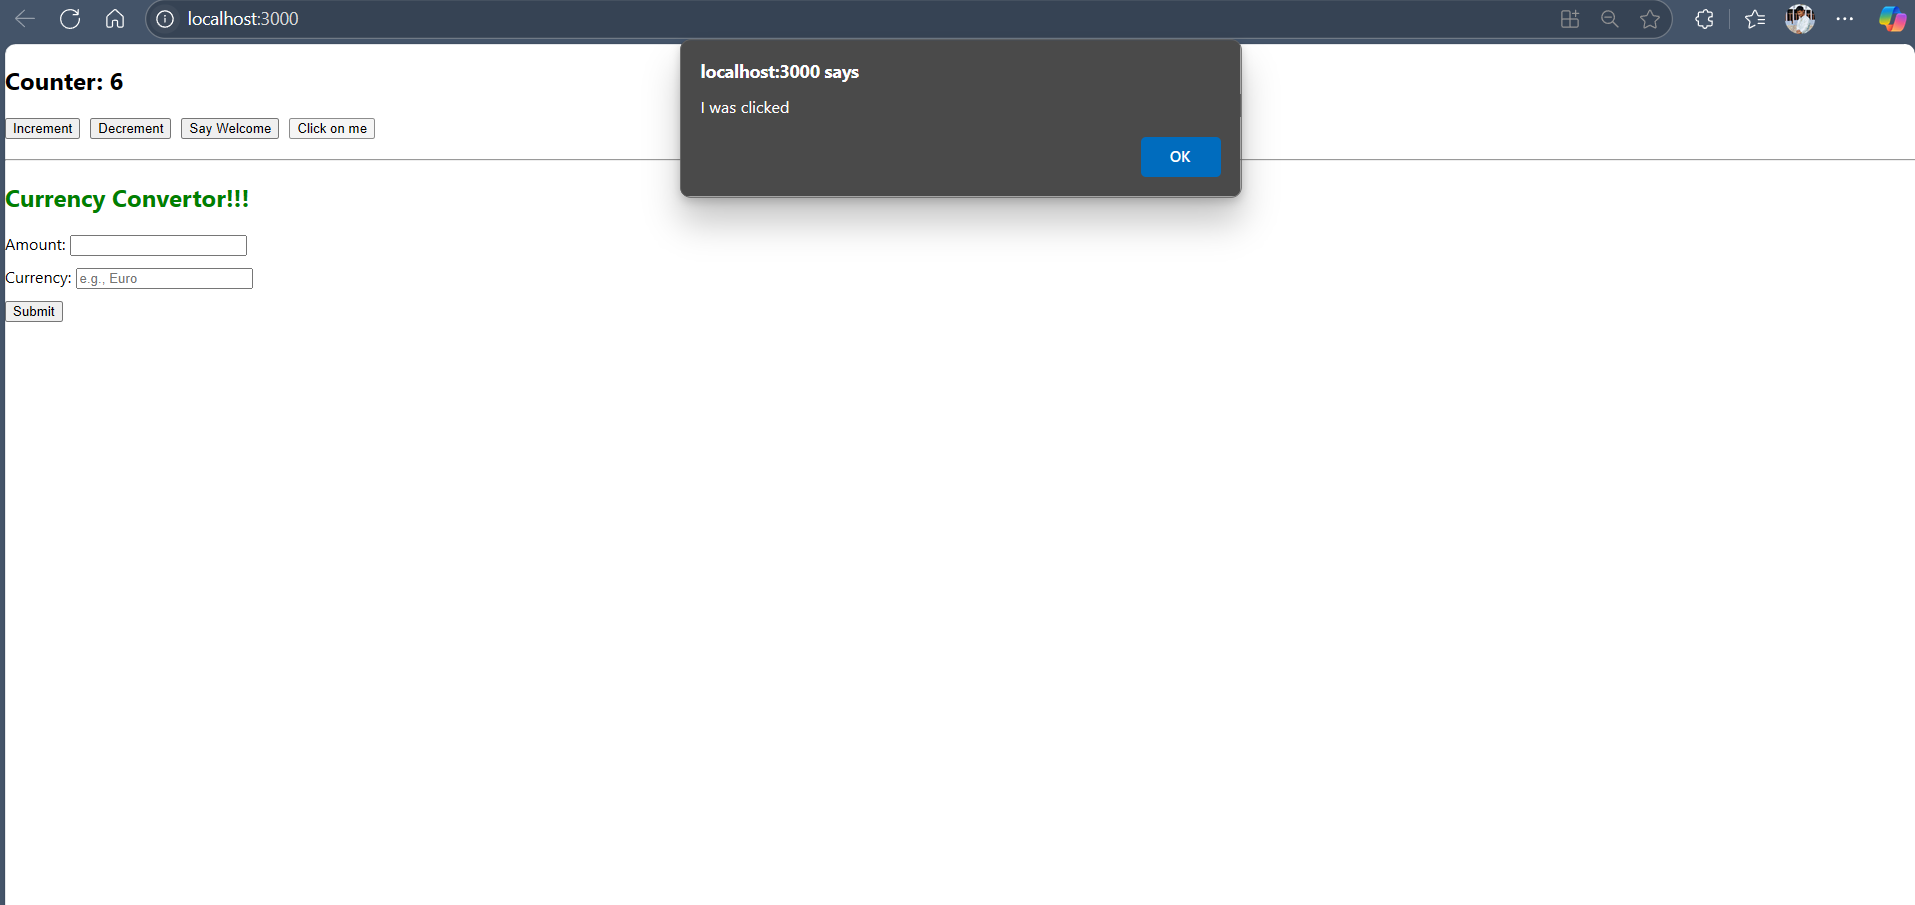 localhost:3000
localhost:3000 says
I was clicked
OK
Counter: 6
Increment Decrement Say Welcome Click on me
Currency Convertor!!!
Amount:
Currency: e.g., Euro
Submit